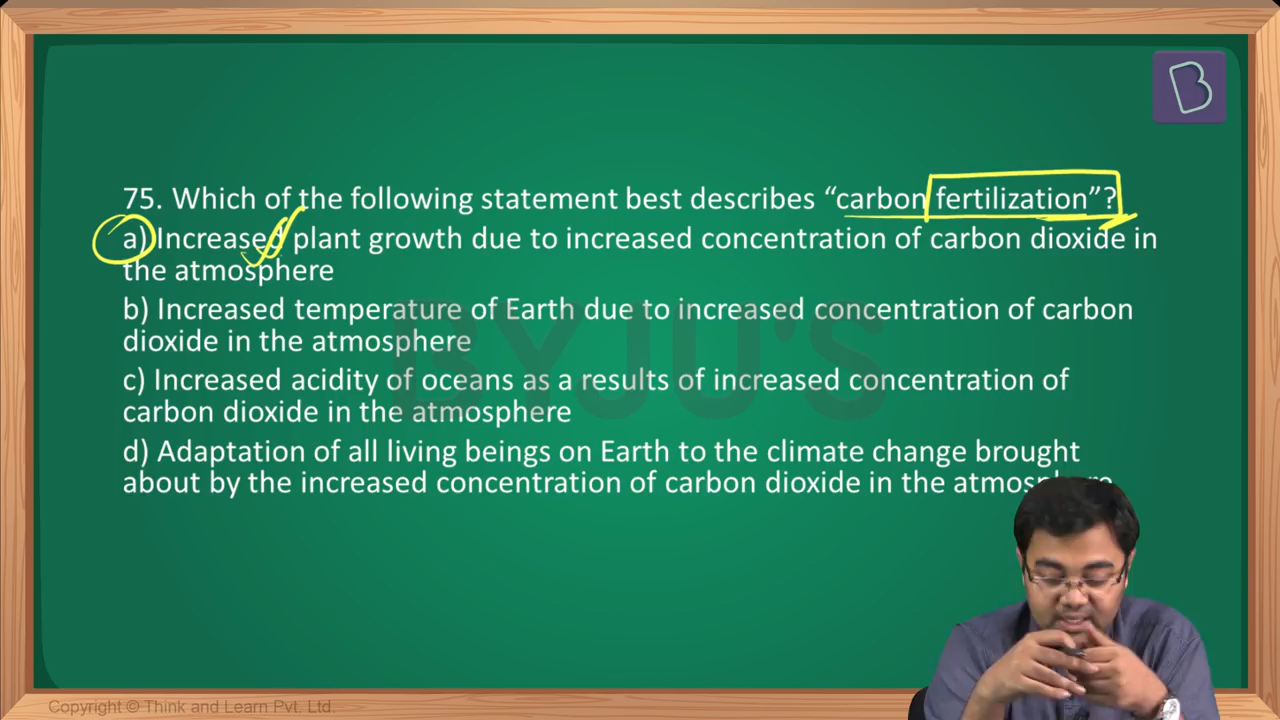 B
75. Which of the following statement best describes “carbon fertilization”?
a) Increased plant growth due to increased concentration of carbon dioxide in
the atmosphere
b) Increased temperature of Earth due to increased concentration of carbon
dioxide in the atmosphere
BYJU'S
c) Increased acidity of oceans as a results of increased concentration of
carbon dioxide in the atmosphere
d) Adaptation of all living beings on Earth to the climate change brought
about by the increased concentration of carbon dioxide in the atmosphere
Copyright © Think and Learn Pvt. Ltd.